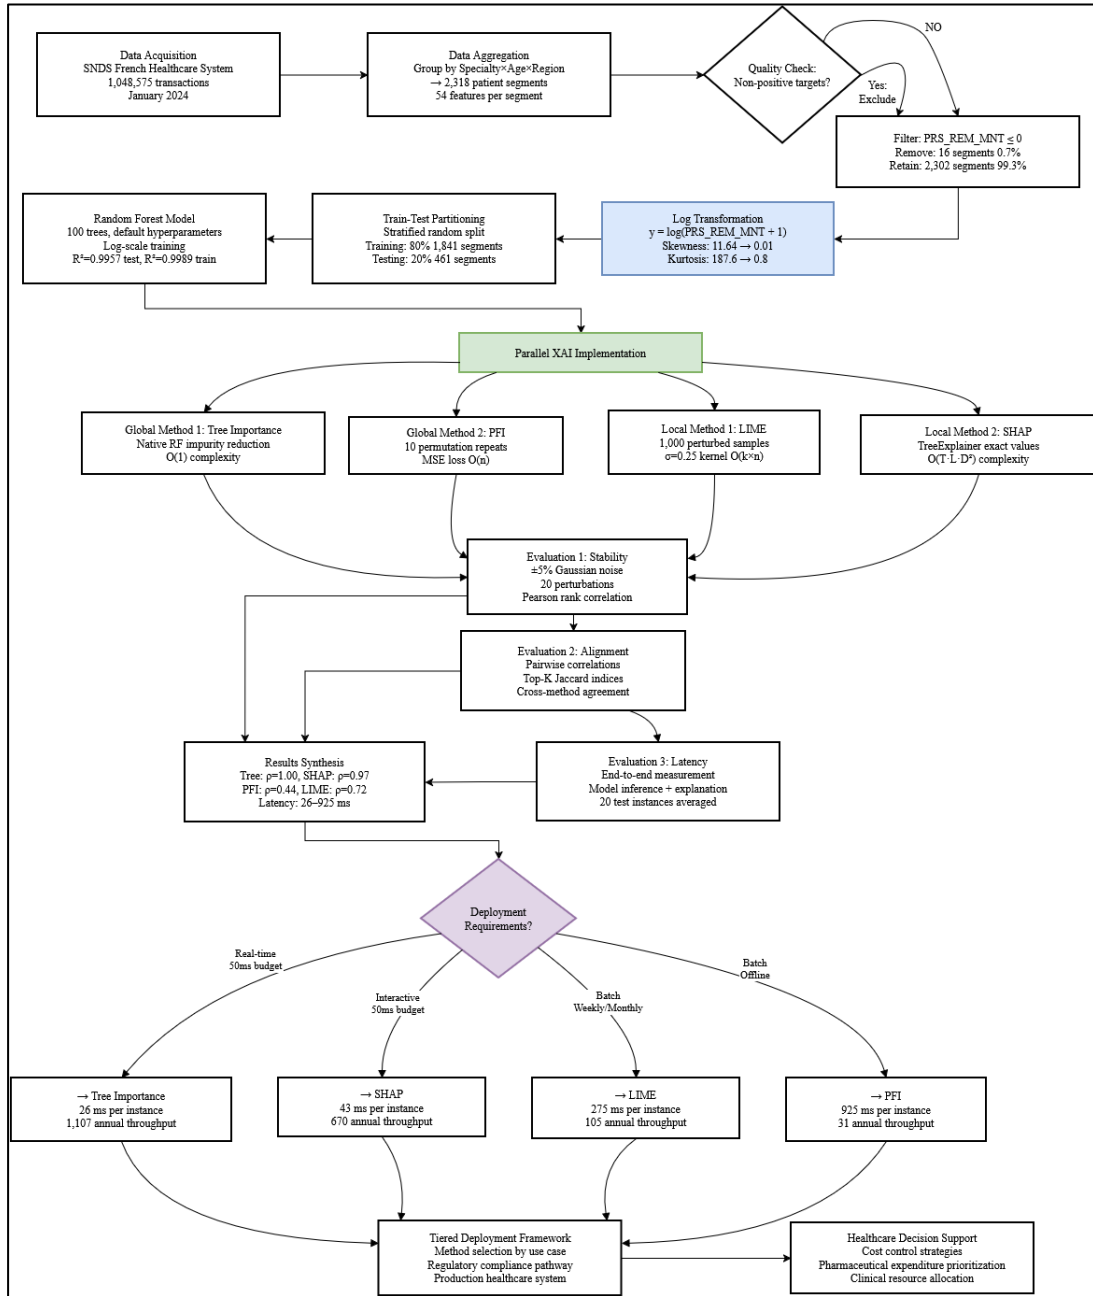 Data Acquisition
SNDS French Healthcare System
1,048,575 transactions
January 2024
Data Aggregation
Group by Specialty×Age×Region
→ 2,318 patient segments
54 features per segment
Quality Check:
Non-positive targets?
NO
Yes:
Exclude
Filter: PRS_REM_MNT ≤ 0
Remove: 16 segments 0.7%
Retain: 2,302 segments 99.3%
Random Forest Model
100 trees, default hyperparameters
Log-scale training
R²=0.9957 test, R²=0.9989 train
Train-Test Partitioning
Stratified random split
Training: 80% 1,841 segments
Testing: 20% 461 segments
Log Transformation
y = log(PRS_REM_MNT + 1)
Skewness: 11.64 → 0.01
Kurtosis: 187.6 → 0.8
Parallel XAI Implementation
Global Method 1: Tree Importance
Native RF impurity reduction
O(1) complexity
Global Method 2: PFI
10 permutation repeats
MSE loss O(n)
Local Method 1: LIME
1,000 perturbed samples
σ=0.25 kernel O(k×n)
Local Method 2: SHAP
TreeExplainer exact values
O(T·L·D²) complexity
Evaluation 1: Stability
±5% Gaussian noise
20 perturbations
Pearson rank correlation
Evaluation 2: Alignment
Pairwise correlations
Top-K Jaccard indices
Cross-method agreement
Results Synthesis
Tree: ρ=1.00, SHAP: ρ=0.97
PFI: ρ=0.44, LIME: ρ=0.72
Latency: 26–925 ms
Evaluation 3: Latency
End-to-end measurement
Model inference + explanation
20 test instances averaged
Deployment
Requirements?
Real-time
50ms budget
Interactive
50ms budget
Batch
Weekly/Monthly
Batch
Offline
→ Tree Importance
26 ms per instance
1,107 annual throughput
→ SHAP
43 ms per instance
670 annual throughput
→ LIME
275 ms per instance
105 annual throughput
→ PFI
925 ms per instance
31 annual throughput
Tiered Deployment Framework
Method selection by use case
Regulatory compliance pathway
Production healthcare system
Healthcare Decision Support
Cost control strategies
Pharmaceutical expenditure prioritization
Clinical resource allocation